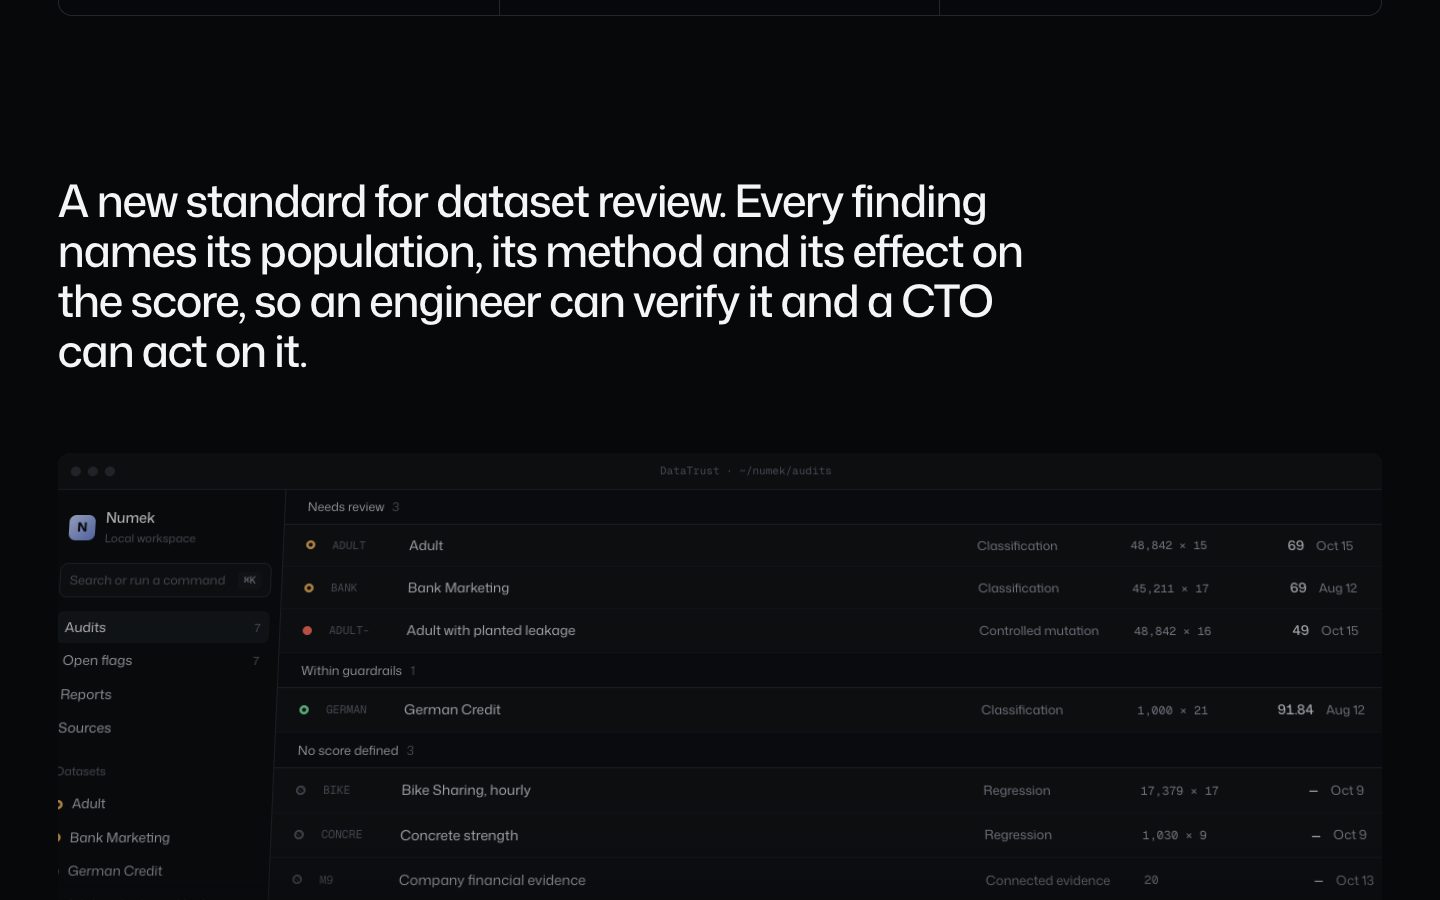 A new standard for dataset review. Every finding
names its population, its method and its effect on
the score, so an engineer can verify it and a CTO
can act on it.
DataTrust · ~/numek/audits
N
Numek
Local workspace
Search or run a command ⌘K
Audits 7
Open flags 7
Reports
Sources
Datasets
Adult
Bank Marketing
German Credit
Needs review 3
ADULT Adult Classification 48,842 × 15 69 Oct 15
BANK Bank Marketing Classification 45,211 × 17 69 Aug 12
ADULT- Adult with planted leakage Controlled mutation 48,842 × 16 49 Oct 15
Within guardrails 1
GERMAN German Credit Classification 1,000 × 21 91.84 Aug 12
No score defined 3
BIKE Bike Sharing, hourly Regression 17,379 × 17 – Oct 9
CONCRE Concrete strength Regression 1,030 × 9 – Oct 9
M9 Company financial evidence Connected evidence 20 – Oct 13